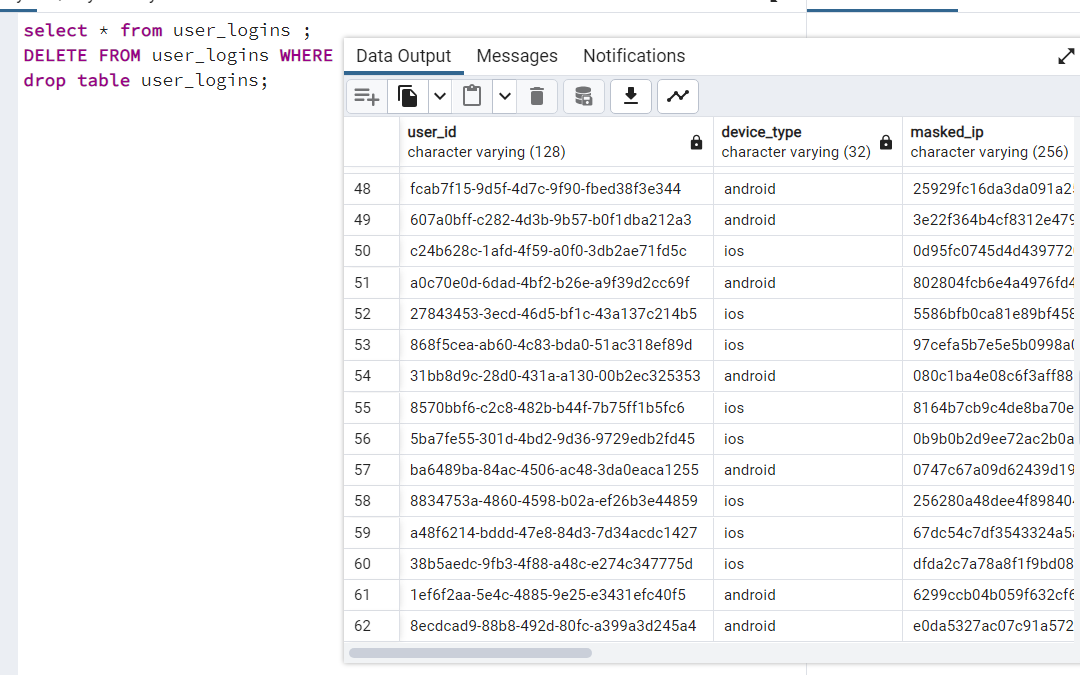 select * from user_logins ;
DELETE FROM user_logins WHERE
drop table user_logins;
Data Output Messages Notifications
user_id device_type masked_ip
character varying (128) character varying (32) character varying (256)
48 fcab7f15-9d5f-4d7c-9f90-fbed38f3e344 android 25929fc16da3da091a2
49 607a0bff-c282-4d3b-9b57-b0f1dba212a3 android 3e22f364b4cf8312e479
50 c24b628c-1afd-4f59-a0f0-3db2ae71fd5c ios 0d95fc0745d4d439772
51 a0c70e0d-6dad-4bf2-b26e-a9f39d2cc69f android 802804fcb6e4a4976fd4
52 27843453-3ecd-46d5-bf1c-43a137c214b5 ios 5586bfb0ca81e89bf458
53 868f5cea-ab60-4c83-bda0-51ac318ef89d ios 97cefa5b7e5e5b0998a
54 31bb8d9c-28d0-431a-a130-00b2ec325353 android 080c1ba4e08c6f3aff88
55 8570bbf6-c2c8-482b-b44f-7b75ff1b5fc6 ios 8164b7cb9c4de8ba70e
56 5ba7fe55-301d-4bd2-9d36-9729edb2fd45 ios 0b9b0b2d9ee72ac2b0a
57 ba6489ba-84ac-4506-ac48-3da0eaca1255 android 0747c67a09d62439d19
58 8834753a-4860-4598-b02a-ef26b3e44859 ios 256280a48dee4f89840
59 a48f6214-bddd-47e8-84d3-7d34acdc1427 ios 67dc54c7df3543324a5
60 38b5aedc-9fb3-4f88-a48c-e274c347775d ios dfda2c7a78a8f1f9bd08
61 1ef6f2aa-5e4c-4885-9e25-e3431efc40f5 android 6299ccb04b059f632cf6
62 8ecdcad9-88b8-492d-80fc-a399a3d245a4 android e0da5327ac07c91a572